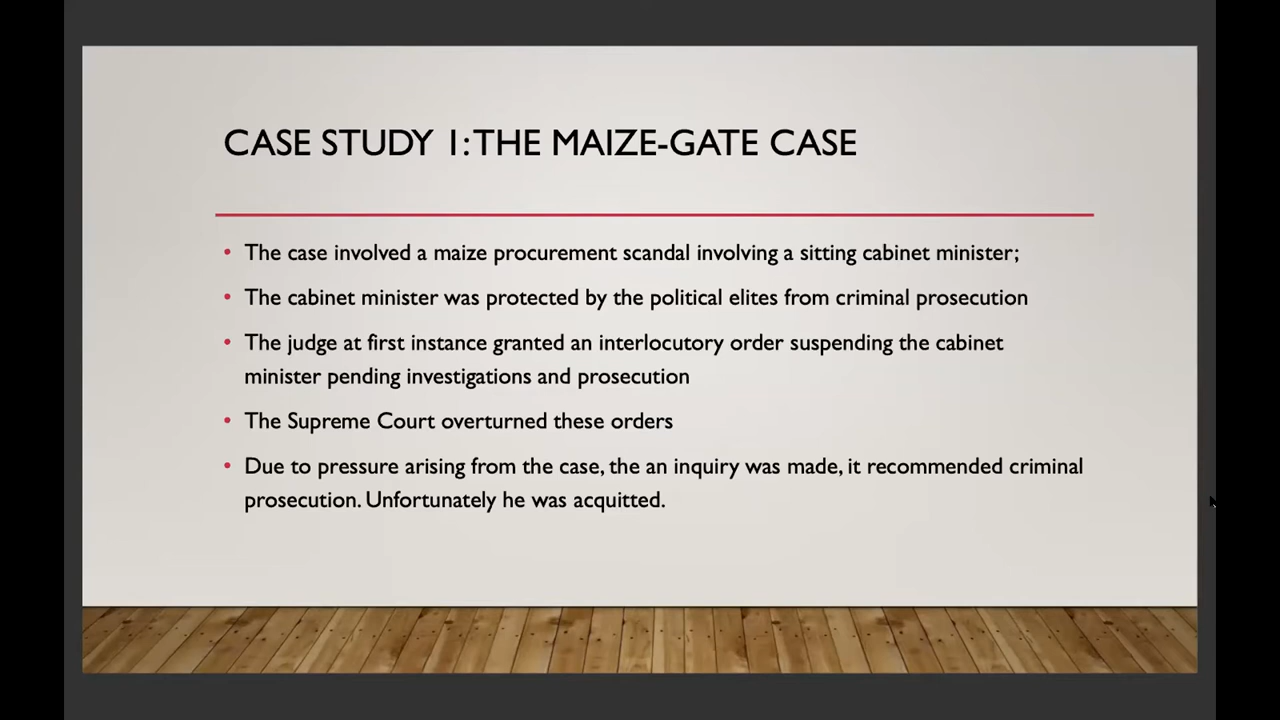 CASE STUDY 1: THE MAIZE-GATE CASE
• The case involved a maize procurement scandal involving a sitting cabinet minister;
• The cabinet minister was protected by the political elites from criminal prosecution
• The judge at first instance granted an interlocutory order suspending the cabinet
minister pending investigations and prosecution
• The Supreme Court overturned these orders
• Due to pressure arising from the case, the an inquiry was made, it recommended criminal
prosecution. Unfortunately he was acquitted.